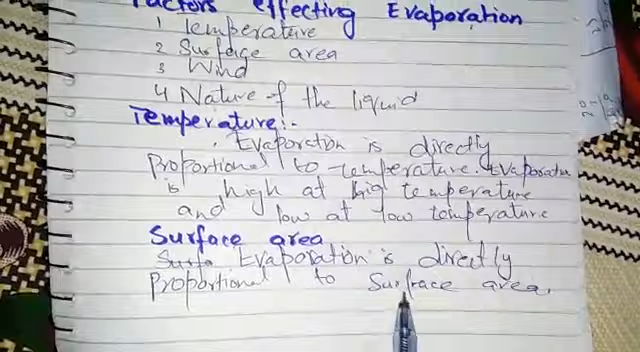 Factors effecting Evaporation
1 Temperature
2 Surface area
3 Wind
4 Nature of the liquid
Temperature:-
Evaporation is directly
Proportional to temperature. Evaporation
is high at high temperature
and low at low temperature
Surface area
Evaporation is directly
Proportional to Surface area.